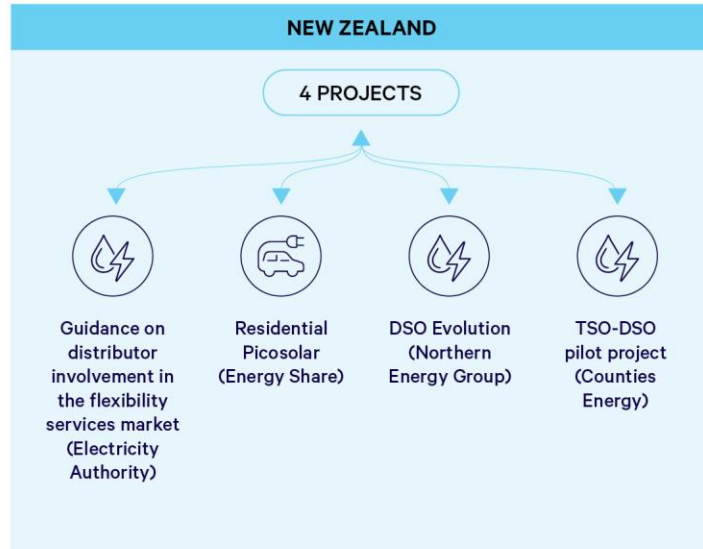 NEW ZEALAND
4 PROJECTS
Guidance on
distributor
involvement in
the flexibility
services market
(Electricity
Authority)
Residential
Picosolar
(Energy Share)
DSO Evolution
(Northern
Energy Group)
TSO-DSO
pilot project
(Counties
Energy)